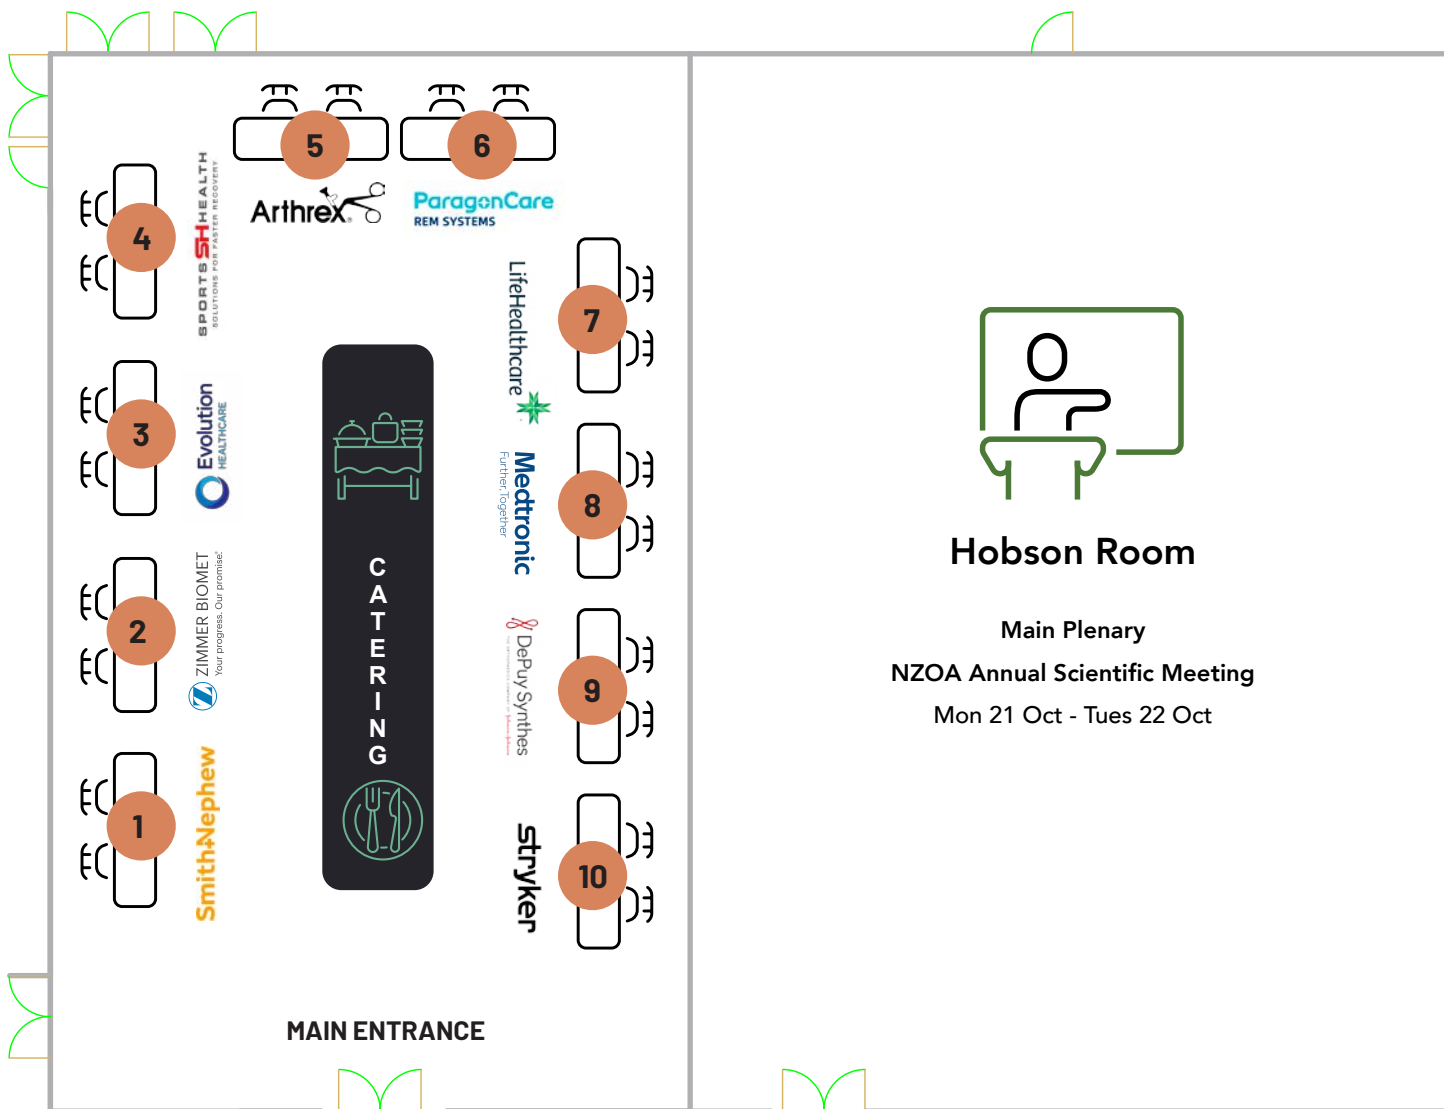 5
6
Arthrex®
ParagonCare
REM SYSTEMS
4
SPORTS SH HEALTH
SOLUTIONS FOR FASTER RECOVERY
7
LifeHealthcare
3
Evolution
HEALTHCARE
8
Medtronic
Further, Together
CATERING
2
ZIMMER BIOMET
Your progress. Our promise.®
9
DePuy Synthes
1
Smith+Nephew
10
stryker
MAIN ENTRANCE
Hobson Room
Main Plenary
NZOA Annual Scientific Meeting
Mon 21 Oct - Tues 22 Oct